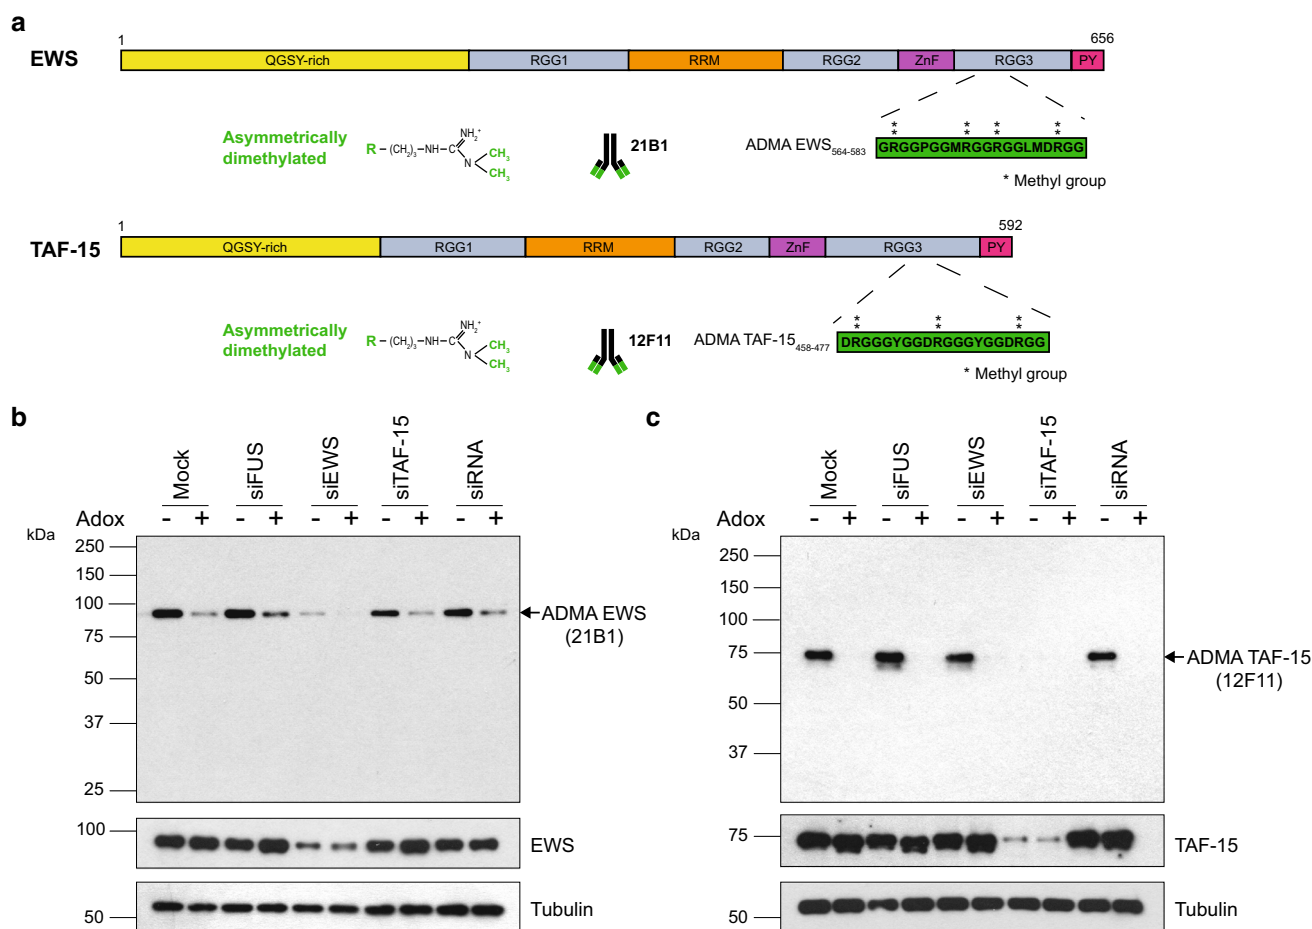 a
1
656
EWS
QGSY-rich RGG1 RRM RGG2 ZnF RGG3 PY
Asymmetrically
dimethylated
R – (CH2)3 – NH – C NH2+
N CH3
CH3
21B1
ADMA EWS564-583
* * * *
* * * *
GRGGPGGMRGGRGGLMDRGG
* Methyl group
1
592
TAF-15
QGSY-rich RGG1 RRM RGG2 ZnF RGG3 PY
Asymmetrically
dimethylated
R – (CH2)3 – NH – C NH2+
N CH3
CH3
12F11
ADMA TAF-15458-477
* * *
* * *
DRGGGYGGDRGGGYGGDRGG
* Methyl group
b
Mock siFUS siEWS siTAF-15 siRNA
Adox - + - + - + - + - +
kDa
250
150
100
75
50
37
25
ADMA EWS
(21B1)
100
EWS
50
Tubulin
c
Mock siFUS siEWS siTAF-15 siRNA
Adox - + - + - + - + - +
kDa
250
150
100
75
50
37
ADMA TAF-15
(12F11)
75
TAF-15
50
Tubulin